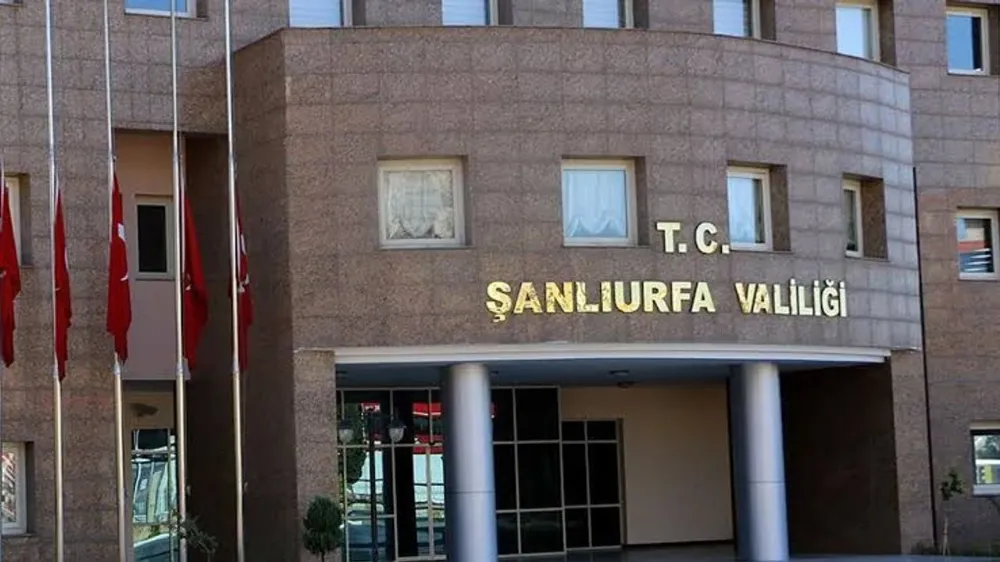 T. C.
ŞANLIURFA VALİLİĞİ